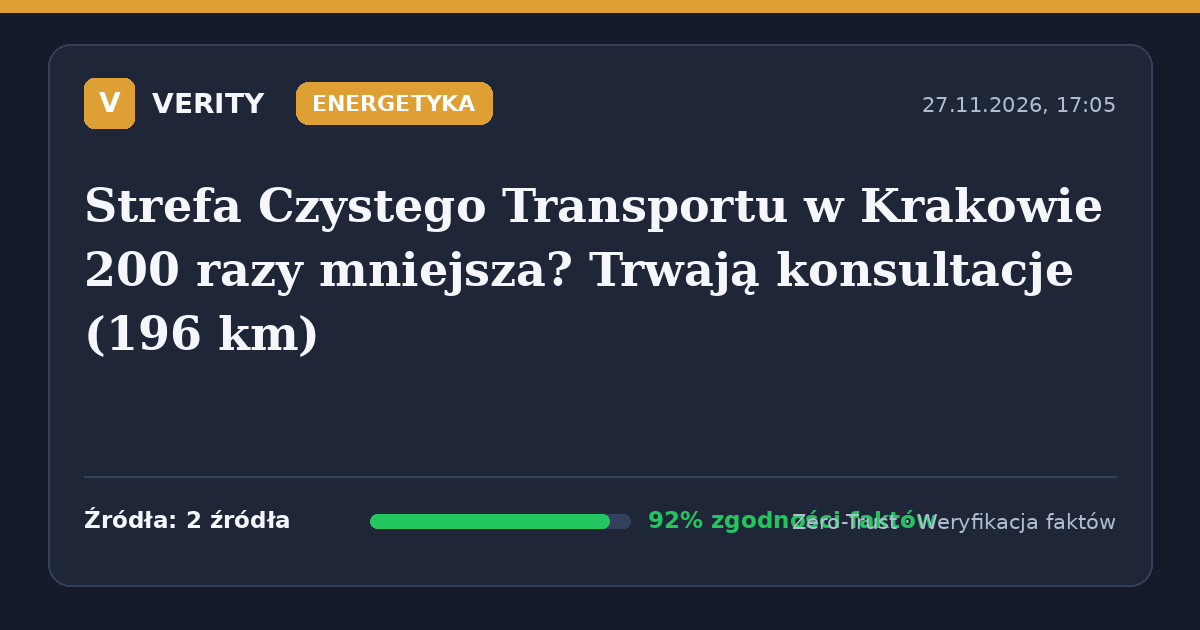 V VERITY ENERGETYKA 27.11.2026, 17:05
Strefa Czystego Transportu w Krakowie
200 razy mniejsza? Trwają konsultacje
(196 km)
Źródła: 2 źródła 92% zgodności faktów Zero-Trust · Weryfikacja faktów